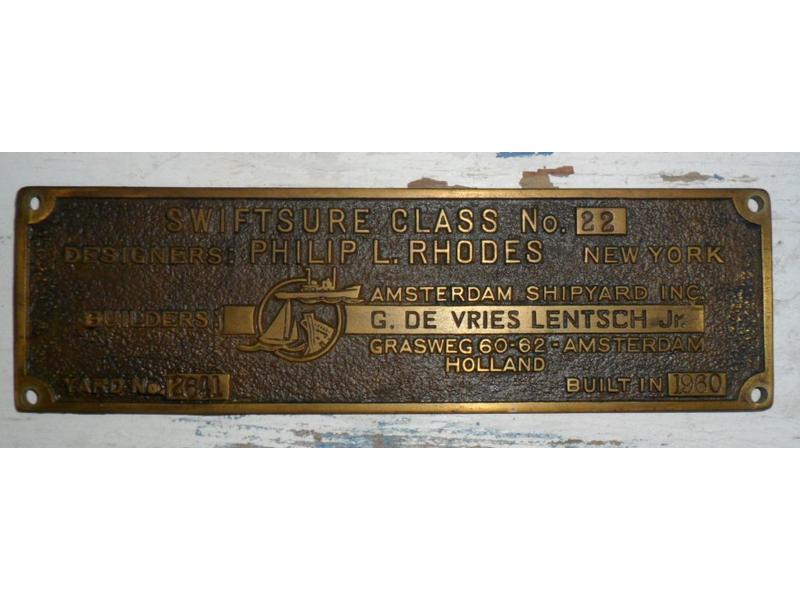 SWIFTSURE CLASS No. 22
DESIGNERS: PHILIP L. RHODES NEW YORK
AMSTERDAM SHIPYARD INC.
BUILDERS: G. DE VRIES LENTSCH Jr.
GRASWEG 60-62-AMSTERDAM
HOLLAND
YARD No. 2641 BUILT IN 1960